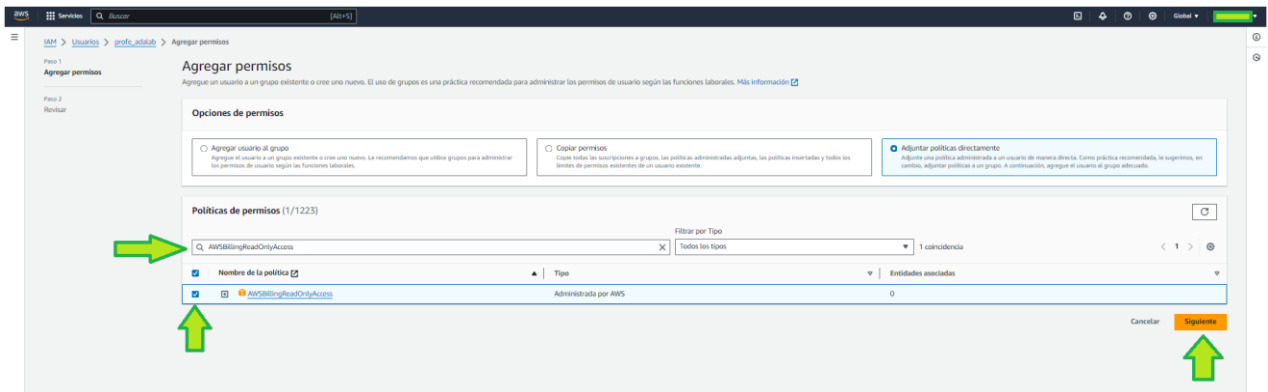 aws Servicios Buscar [Alt+S] Global
IAM > Usuarios > profe_adalab > Agregar permisos
Paso 1
Agregar permisos
Paso 2
Revisar
Agregar permisos
Agregue un usuario a un grupo existente o cree uno nuevo. El uso de grupos es una práctica recomendada para administrar los permisos de usuario según las funciones laborales. Más información
Opciones de permisos
Agregar usuario al grupo
Agregue el usuario a un grupo existente o cree uno nuevo. Le recomendamos que utilice grupos para administrar
los permisos de usuario según las funciones laborales.
Copiar permisos
Copie todas las suscripciones a grupos, las políticas administradas adjuntas, las políticas insertadas y todos los
límites de permisos existentes de un usuario existente.
Adjuntar políticas directamente
Adjunte una política administrada a un usuario de manera directa. Como práctica recomendada, le sugerimos, en
cambio, adjuntar políticas a un grupo. A continuación, agregue el usuario al grupo adecuado.
Políticas de permisos (1/1223)
Filtrar por Tipo
AWSBillingReadOnlyAccess Todos los tipos 1 coincidencia 1
Nombre de la política Tipo Entidades asociadas
AWSBillingReadOnlyAccess Administrada por AWS 0
Cancelar Siguiente